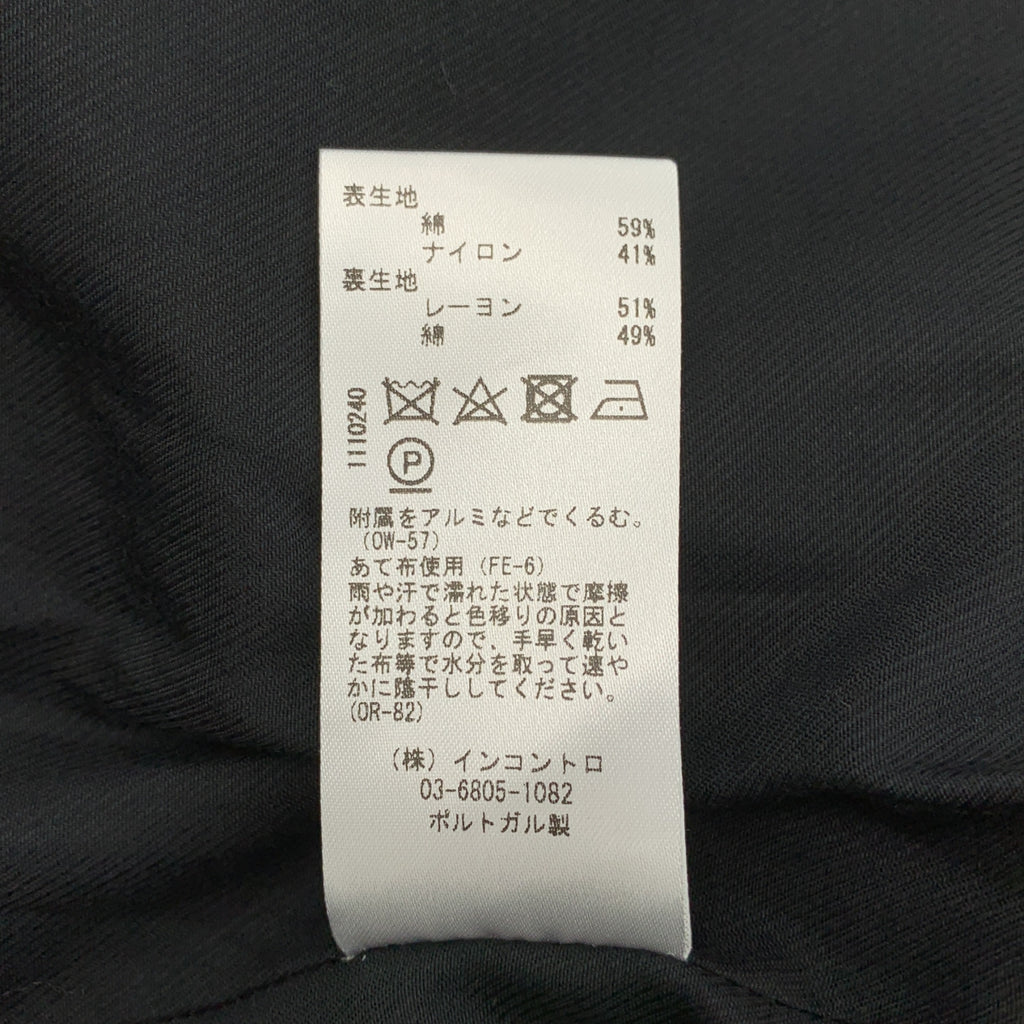 表生地
綿 59%
ナイロン 41%
裏生地
レーヨン 51%
綿 49%
1110240
P
附属をアルミなどでくるむ。
(OW-57)
あて布使用(FE-6)
雨や汗で濡れた状態で摩擦
が加わると色移りの原因と
なりますので、手早く乾い
た布等で水分を取って速や
かに陰干ししてください。
(OR-82)
(株)インコントロ
03-6805-1082
ポルトガル製